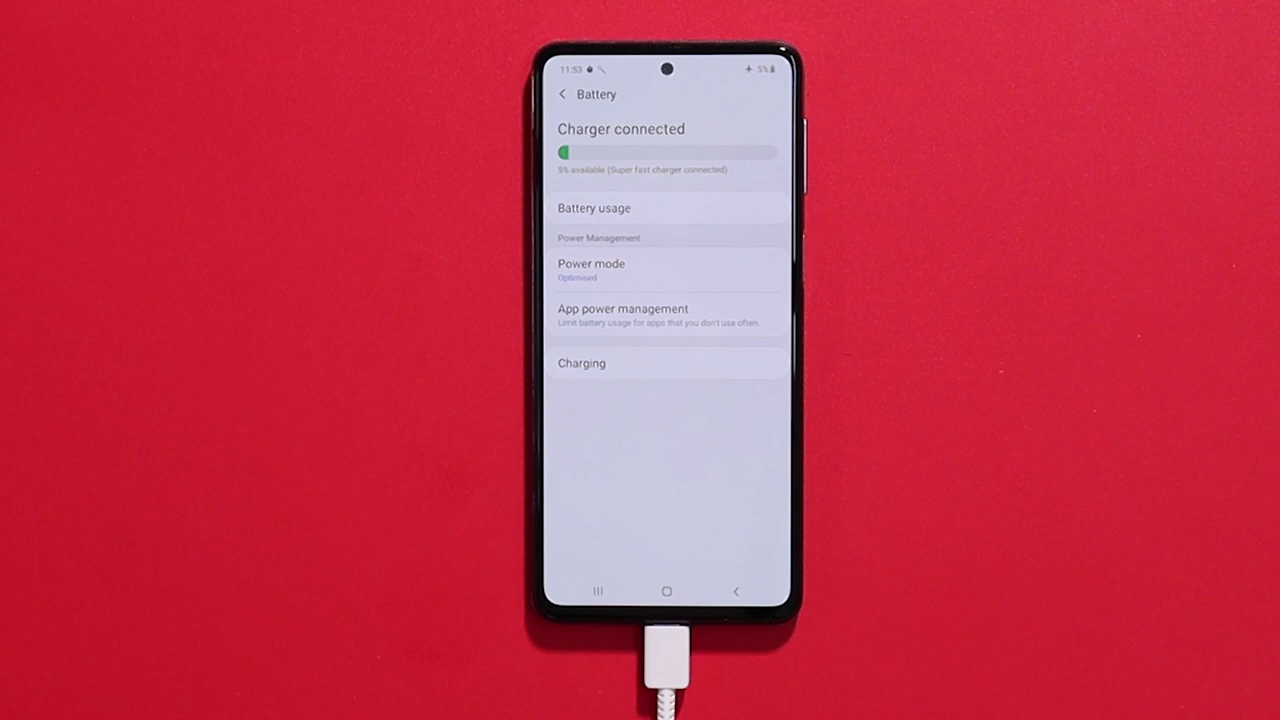 11:53 5%
Battery
Charger connected
5% available (Super fast charger connected)
Battery usage
Power Management
Power mode
Optimised
App power management
Limit battery usage for apps that you don't use often.
Charging